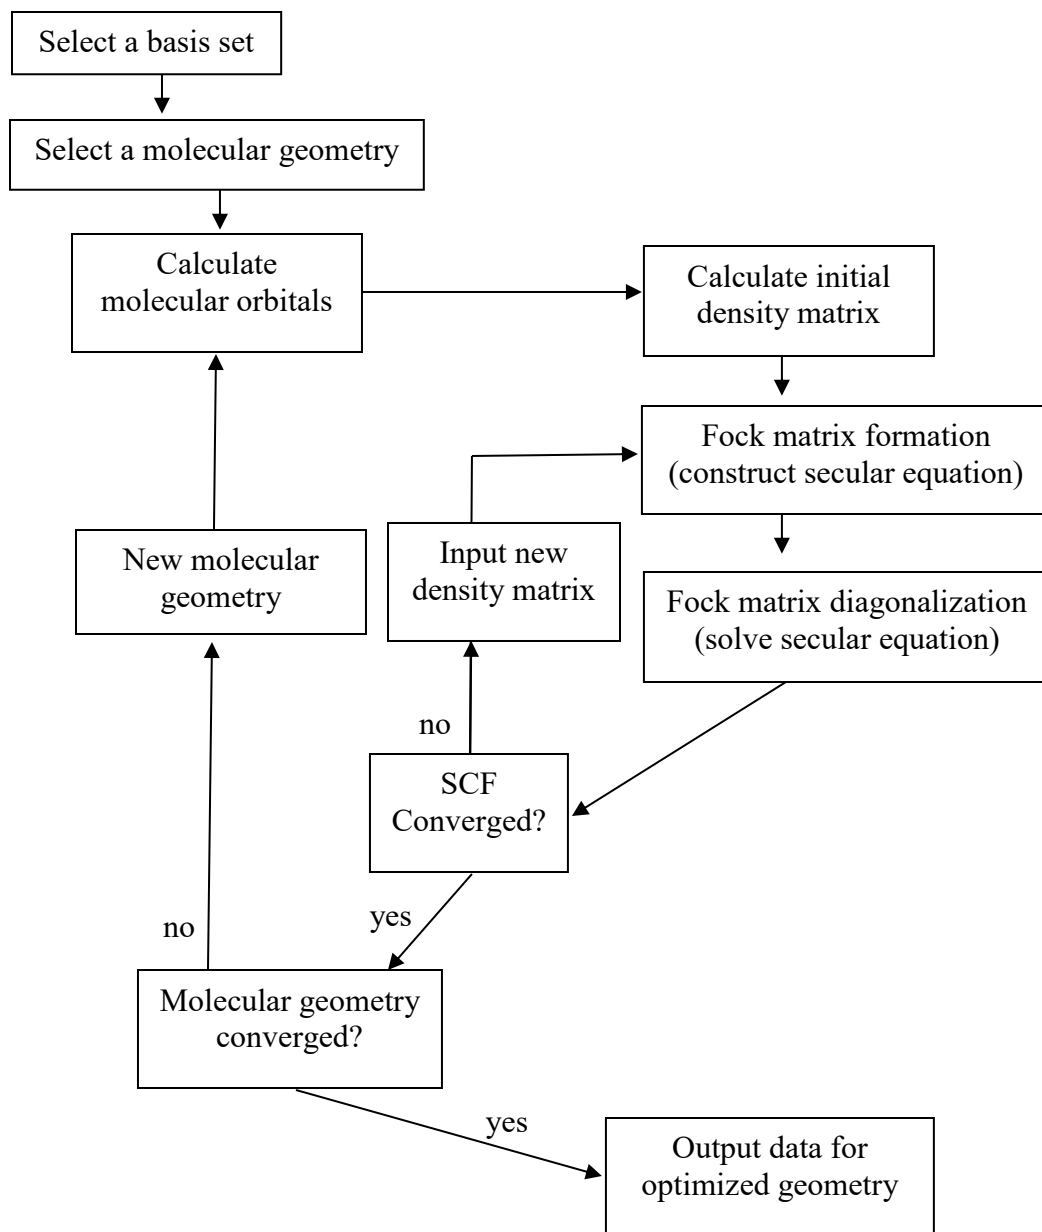 Select a basis set
Select a molecular geometry
Calculate
molecular orbitals
Calculate initial
density matrix
Fock matrix formation
(construct secular equation)
New molecular
geometry
Input new
density matrix
Fock matrix diagonalization
(solve secular equation)
no
SCF
Converged?
yes
no
Molecular geometry
converged?
yes
Output data for
optimized geometry